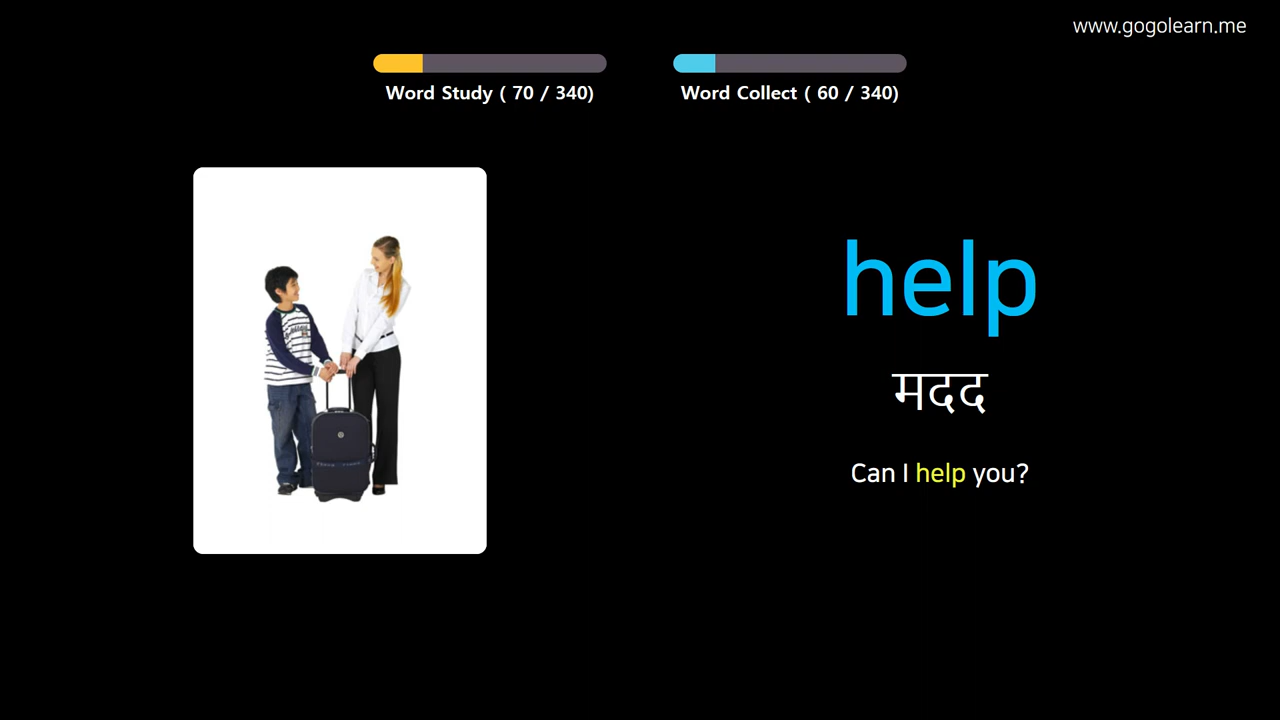 www.gogolearn.me
Word Study ( 70 / 340)
Word Collect ( 60 / 340)
help
मदद
Can I help you?